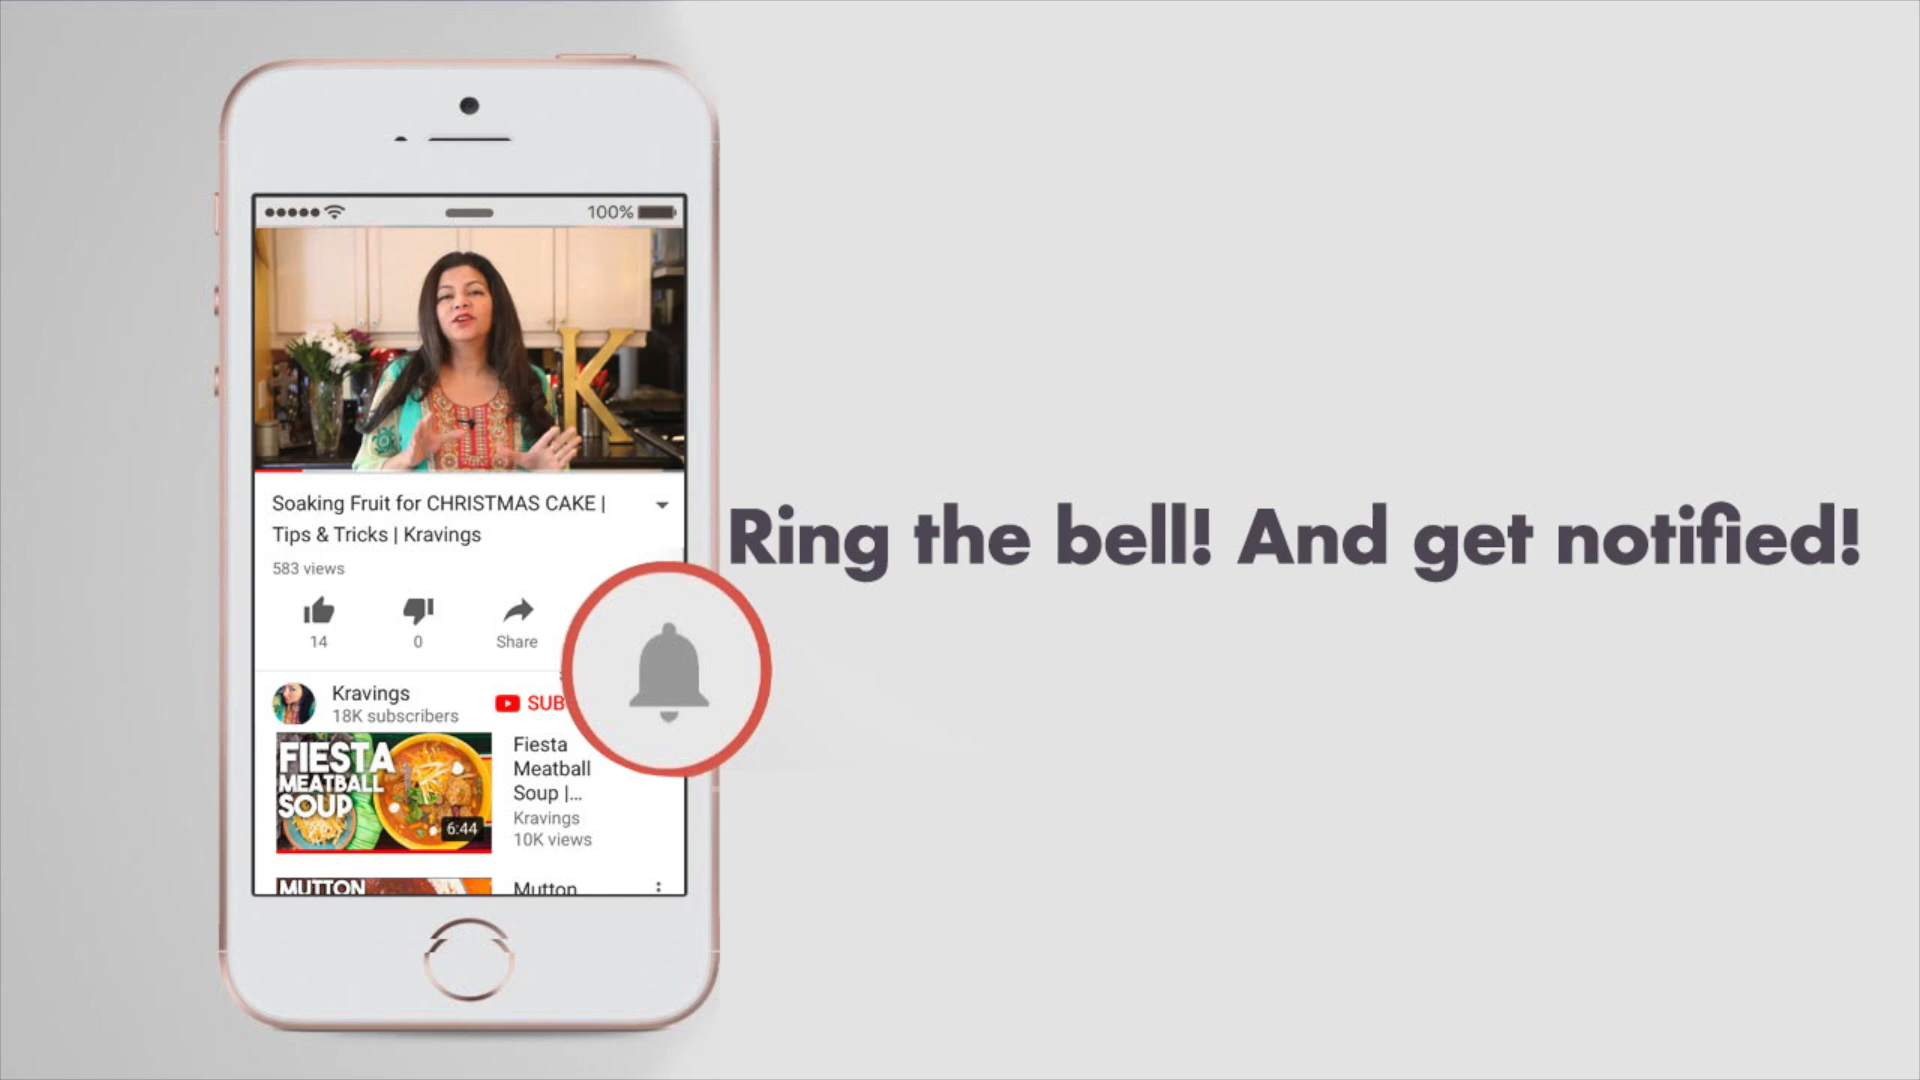 100%
K
Soaking Fruit for CHRISTMAS CAKE |
Tips & Tricks | Kravings
583 views
14
0
Share
Kravings
18K subscribers
SUB
FIESTA
MEATBALL
SOUP
6:44
Fiesta
Meatball
Soup |...
Kravings
10K views
MUTTON
Mutton
Ring the bell! And get notified!